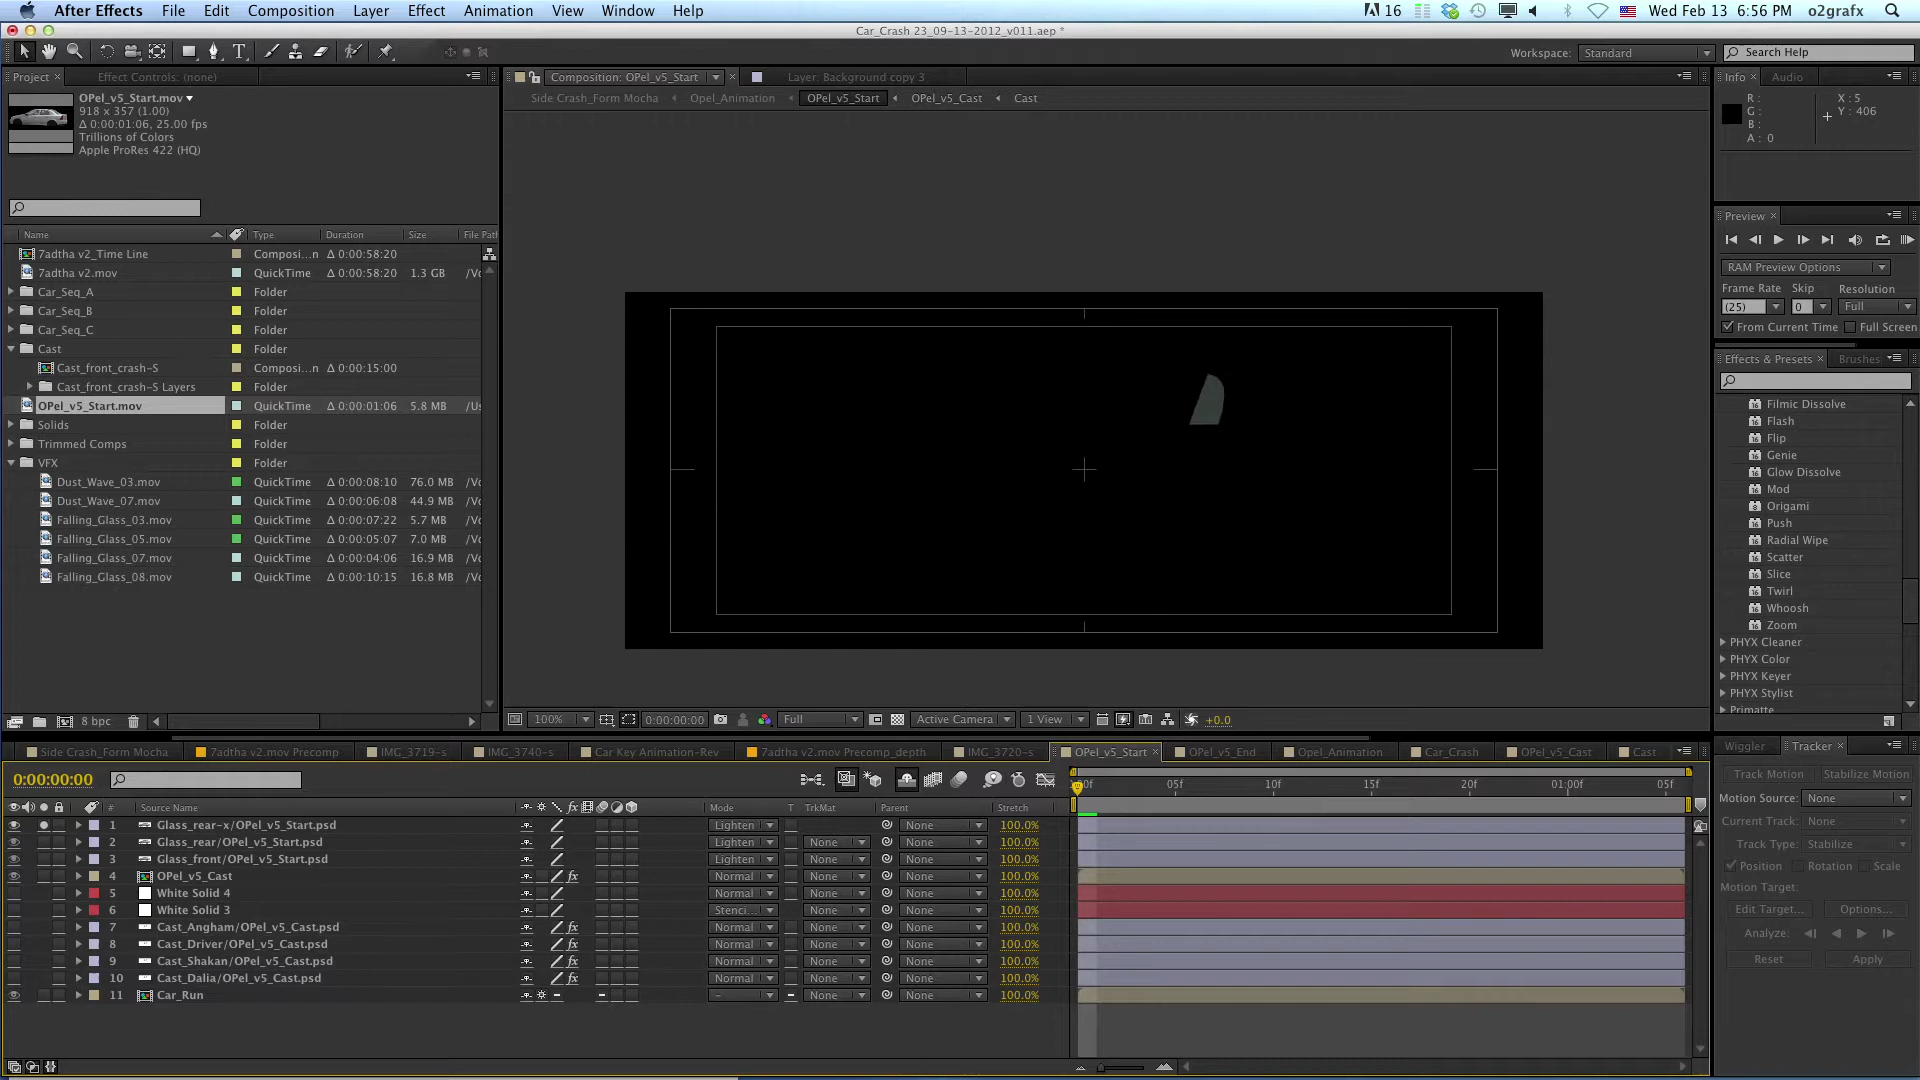 After Effects File Edit Composition Layer Effect Animation View Window Help 16 Wed Feb 13 6:56 PM o2grafx
Car_Crash 23_09-13-2012_v011.aep *
Workspace: Standard Search Help
Project Effect Controls: (none) Composition: OPel_v5_Start Layer: Background copy 3 Info Audio
OPel_v5_Start.mov
918 x 357 (1.00)
Δ 0:00:01:06, 25.00 fps
Trillions of Colors
Apple ProRes 422 (HQ)
Side Crash_Form Mocha Opel_Animation OPel_v5_Start OPel_v5_Cast Cast
R : X : 5
G : Y : 406
B :
A : 0
Name Type Duration Size File Pat
7adtha v2_Time Line Composi...n Δ 0:00:58:20
7adtha v2.mov QuickTime Δ 0:00:58:20 1.3 GB /Vo
Car_Seq_A Folder
Car_Seq_B Folder
Car_Seq_C Folder
Cast Folder
Cast_front_crash-S Composi...n Δ 0:00:15:00
Cast_front_crash-S Layers Folder
OPel_v5_Start.mov QuickTime Δ 0:00:01:06 5.8 MB /Us
Solids Folder
Trimmed Comps Folder
VFX Folder
Dust_Wave_03.mov QuickTime Δ 0:00:08:10 76.0 MB /Vo
Dust_Wave_07.mov QuickTime Δ 0:00:06:08 44.9 MB /Vo
Falling_Glass_03.mov QuickTime Δ 0:00:07:22 5.7 MB /Vo
Falling_Glass_05.mov QuickTime Δ 0:00:05:07 7.0 MB /Vo
Falling_Glass_07.mov QuickTime Δ 0:00:04:06 16.9 MB /Vo
Falling_Glass_08.mov QuickTime Δ 0:00:10:15 16.8 MB /Vo
8 bpc
100% 0:00:00:00 Full Active Camera 1 View +0.0
Preview
RAM Preview Options
Frame Rate Skip Resolution
(25) 0 Full
From Current Time Full Screen
Effects & Presets Brushes
Filmic Dissolve
Flash
Flip
Genie
Glow Dissolve
Mod
Origami
Push
Radial Wipe
Scatter
Slice
Twirl
Whoosh
Zoom
PHYX Cleaner
PHYX Color
PHYX Keyer
PHYX Stylist
Primatte
Side Crash_Form Mocha 7adtha v2.mov Precomp IMG_3719-s IMG_3740-s Car Key Animation-Rev 7adtha v2.mov Precomp_depth IMG_3720-s OPel_v5_Start OPel_v5_End Opel_Animation Car_Crash OPel_v5_Cast Cast
0:00:00:00 05f 10f 15f 20f 01:00f 05f
# Source Name Mode T TrkMat Parent Stretch
1 Glass_rear-x/OPel_v5_Start.psd Lighten None 100.0%
2 Glass_rear/OPel_v5_Start.psd Lighten None None 100.0%
3 Glass_front/OPel_v5_Start.psd Lighten None None 100.0%
4 OPel_v5_Cast fx Normal None None 100.0%
5 White Solid 4 Normal None None 100.0%
6 White Solid 3 Stenci... None None 100.0%
7 Cast_Angham/OPel_v5_Cast.psd fx Normal None None 100.0%
8 Cast_Driver/OPel_v5_Cast.psd fx Normal None None 100.0%
9 Cast_Shakan/OPel_v5_Cast.psd fx Normal None None 100.0%
10 Cast_Dalia/OPel_v5_Cast.psd fx Normal None None 100.0%
11 Car_Run - None None 100.0%
Wiggler Tracker
Track Motion Stabilize Motion
Motion Source: None
Current Track: None
Track Type: Stabilize
Position Rotation Scale
Motion Target:
Edit Target... Options...
Analyze:
Reset Apply